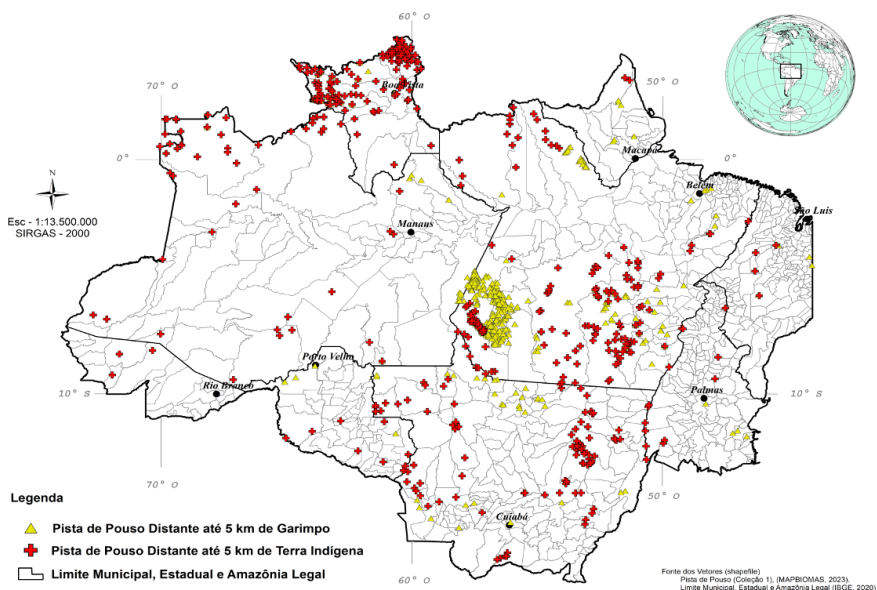 60° O
70° O
Boa Vista
50° O
Macapá
0°
0°
Belém
N
São Luis
Esc - 1:13.500.000
SIRGAS - 2000
Manaus
Porto Velho
Rio Branco
10° S
Palmas
10° S
70° O
50° O
Legenda
Cuiabá
Pista de Pouso Distante até 5 km de Garimpo
Pista de Pouso Distante até 5 km de Terra Indígena
Limite Municipal, Estadual e Amazônia Legal
60° O
Fonte dos Vetores (shapefile)
Pista de Pouso (Coleção 1), (MAPBIOMAS, 2023).
Limite Municipal, Estadual e Amazônia Legal (IBGE, 2020)